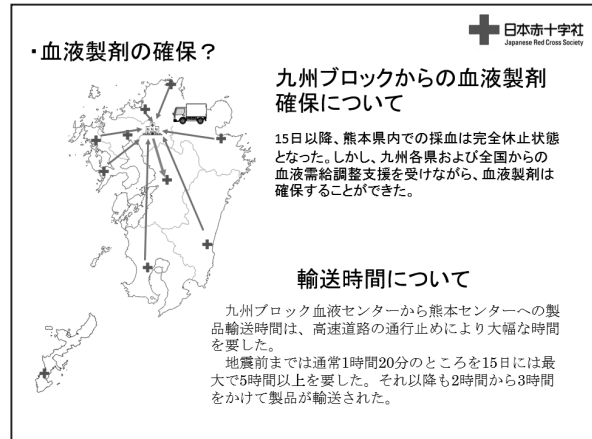 日本赤十字社
Japanese Red Cross Society
・血液製剤の確保？
九州ブロックからの血液製剤
確保について
15日以降、熊本県内での採血は完全休止状態
となった。しかし、九州各県および全国からの
血液需給調整支援を受けながら、血液製剤は
確保することができた。
輸送時間について
九州ブロック血液センターから熊本センターへの製
品輸送時間は、高速道路の通行止めにより大幅な時間
を要した。
地震前までは通常1時間20分のところを15日には最
大で5時間以上を要した。それ以降も2時間から3時間
をかけて製品が輸送された。